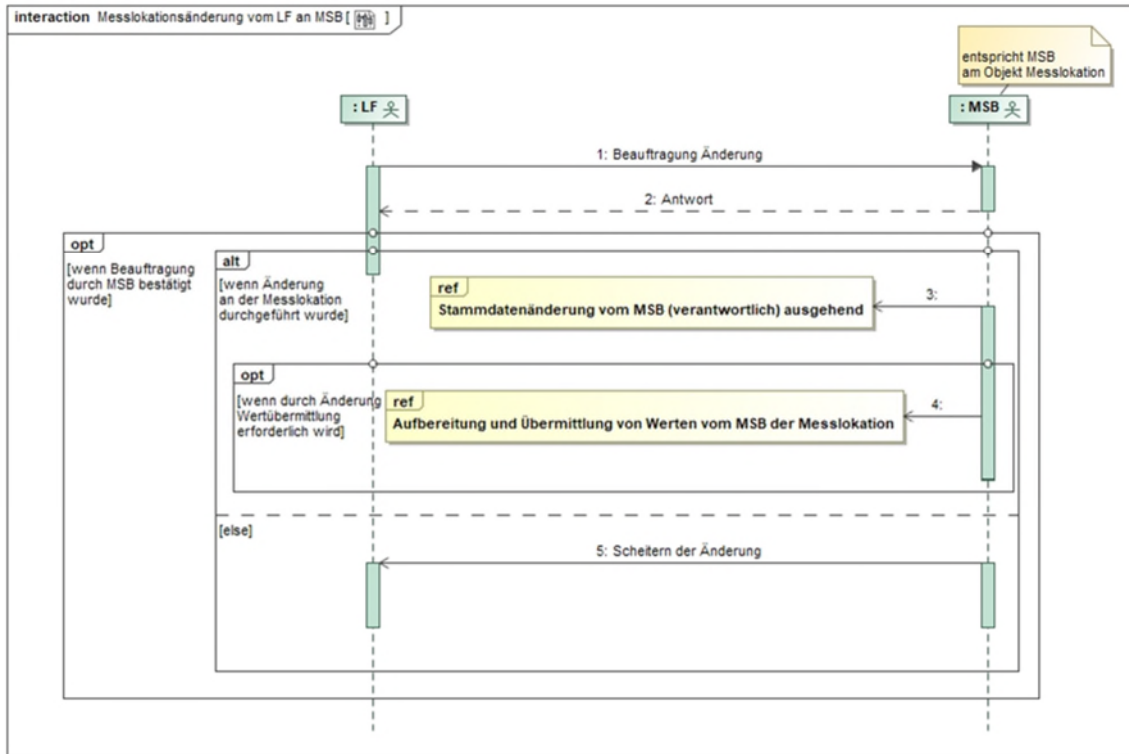 interaction Messlokationsänderung vom LF an MSB [ ]
entspricht MSB
am Objekt Messlokation
: LF
: MSB
1: Beauftragung Änderung
2: Antwort
opt
[wenn Beauftragung
durch MSB bestätigt
wurde]
alt
[wenn Änderung
an der Messlokation
durchgeführt wurde]
ref
Stammdatenänderung vom MSB (verantwortlich) ausgehend
3:
opt
[wenn durch Änderung
Wertübermittlung
erforderlich wird]
ref
Aufbereitung und Übermittlung von Werten vom MSB der Messlokation
4:
[else]
5: Scheitern der Änderung